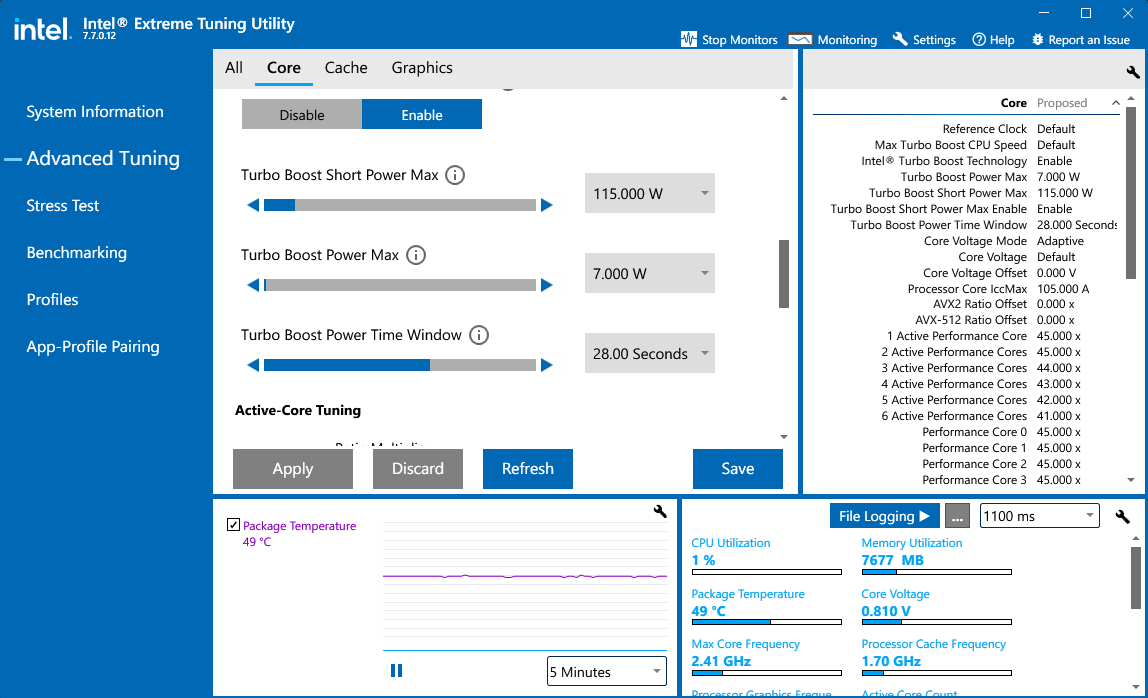 intel. Intel® Extreme Tuning Utility
7.7.0.12
Stop Monitors Monitoring Settings Help Report an Issue
System Information
Advanced Tuning
Stress Test
Benchmarking
Profiles
App-Profile Pairing
All Core Cache Graphics
Disable Enable
Turbo Boost Short Power Max
115.000 W
Turbo Boost Power Max
7.000 W
Turbo Boost Power Time Window
28.00 Seconds
Active-Core Tuning
Apply Discard Refresh Save
Core Proposed
Reference Clock Default
Max Turbo Boost CPU Speed Default
Intel® Turbo Boost Technology Enable
Turbo Boost Power Max 7.000 W
Turbo Boost Short Power Max 115.000 W
Turbo Boost Short Power Max Enable Enable
Turbo Boost Power Time Window 28.000 Seconds
Core Voltage Mode Adaptive
Core Voltage Default
Core Voltage Offset 0.000 V
Processor Core IccMax 105.000 A
AVX2 Ratio Offset 0.000 x
AVX-512 Ratio Offset 0.000 x
1 Active Performance Core 45.000 x
2 Active Performance Cores 45.000 x
3 Active Performance Cores 44.000 x
4 Active Performance Cores 43.000 x
5 Active Performance Cores 42.000 x
6 Active Performance Cores 41.000 x
Performance Core 0 45.000 x
Performance Core 1 45.000 x
Performance Core 2 45.000 x
Performance Core 3 45.000 x
Package Temperature
49 °C
5 Minutes
File Logging ... 1100 ms
CPU Utilization
1 %
Memory Utilization
7677 MB
Package Temperature
49 °C
Core Voltage
0.810 V
Max Core Frequency
2.41 GHz
Processor Cache Frequency
1.70 GHz
Processor Graphics Freque
Active Core Count